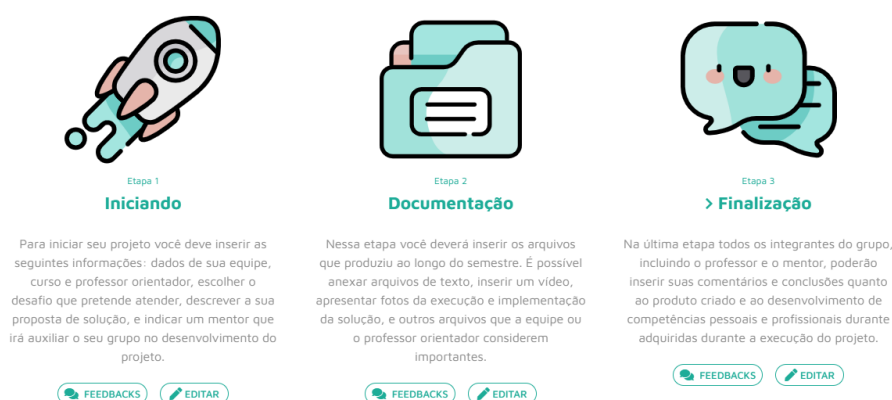 Etapa 1
Iniciando
Para iniciar seu projeto você deve inserir as
seguintes informações: dados de sua equipe,
curso e professor orientador, escolher o
desafio que pretende atender, descrever a sua
proposta de solução, e indicar um mentor que
irá auxiliar o seu grupo no desenvolvimento do
projeto.
FEEDBACKS
EDITAR
Etapa 2
Documentação
Nessa etapa você deverá inserir os arquivos
que produziu ao longo do semestre. É possível
anexar arquivos de texto, inserir um vídeo,
apresentar fotos da execução e implementação
da solução, e outros arquivos que a equipe ou
o professor orientador considerem
importantes.
FEEDBACKS
EDITAR
Etapa 3
> Finalização
Na última etapa todos os integrantes do grupo,
incluindo o professor e o mentor, poderão
inserir suas comentários e conclusões quanto
ao produto criado e ao desenvolvimento de
competências pessoais e profissionais durante
adquiridas durante a execução do projeto.
FEEDBACKS
EDITAR